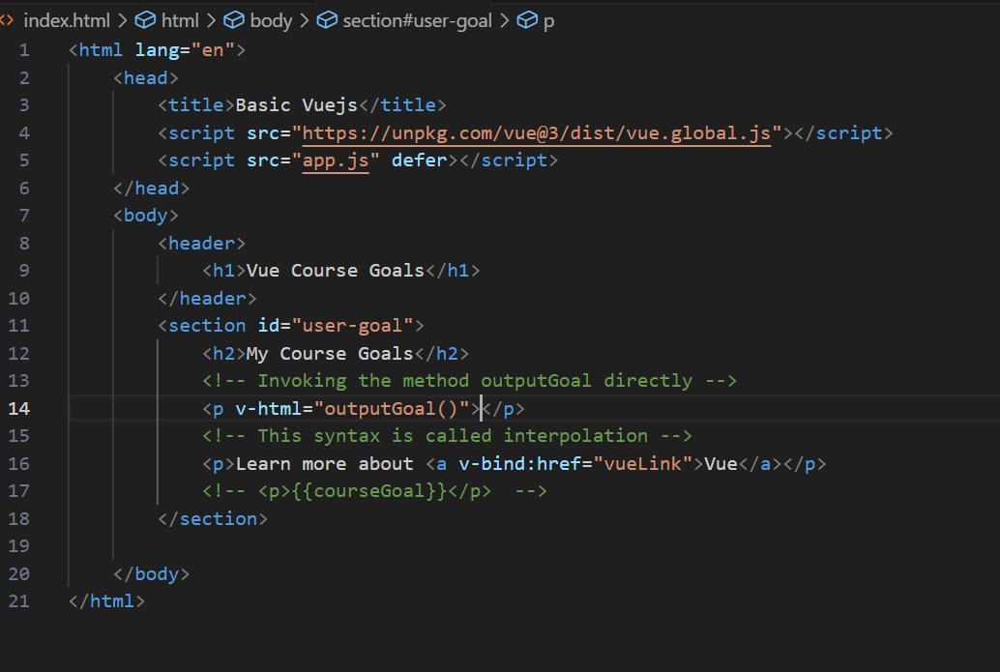 <> index.html > html > body > section#user-goal > p
1 <html lang="en">
2 <head>
3 <title>Basic Vuejs</title>
4 <script src="https://unpkg.com/vue@3/dist/vue.global.js"></script>
5 <script src="app.js" defer></script>
6 </head>
7 <body>
8 <header>
9 <h1>Vue Course Goals</h1>
10 </header>
11 <section id="user-goal">
12 <h2>My Course Goals</h2>
13 <!-- Invoking the method outputGoal directly -->
14 <p v-html="outputGoal()"></p>
15 <!-- This syntax is called interpolation -->
16 <p>Learn more about <a v-bind:href="vueLink">Vue</a></p>
17 <!-- <p>{{courseGoal}}</p>  -->
18 </section>
19
20 </body>
21 </html>